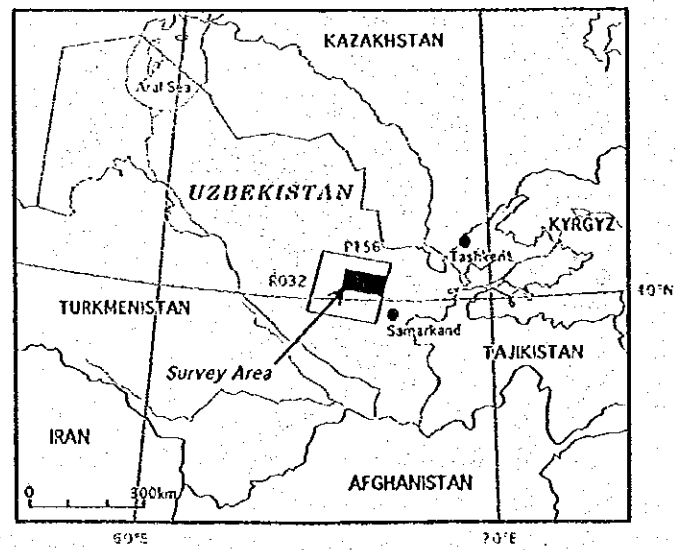 KAZAKHSTAN
Aral Sea
UZBEKISTAN
P156
KYRGYZ
Tashkent
R032
40°N
TURKMENISTAN
Samarkand
TAJIKISTAN
Survey Area
IRAN
AFGHANISTAN
0 300km
60°E 70°E